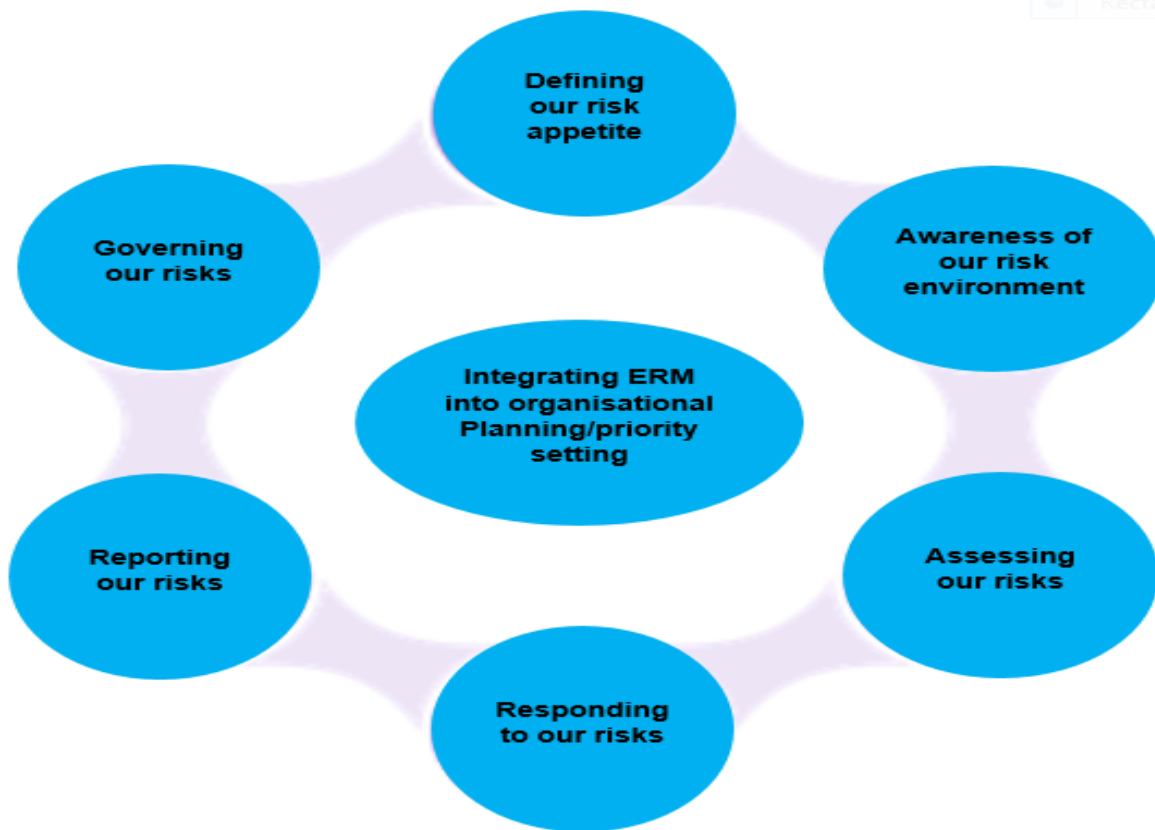 Defining
our risk
appetite
Awareness of
our risk
environment
Governing
our risks
Integrating ERM
into organisational
Planning/priority
setting
Reporting
our risks
Assessing
our risks
Responding
to our risks